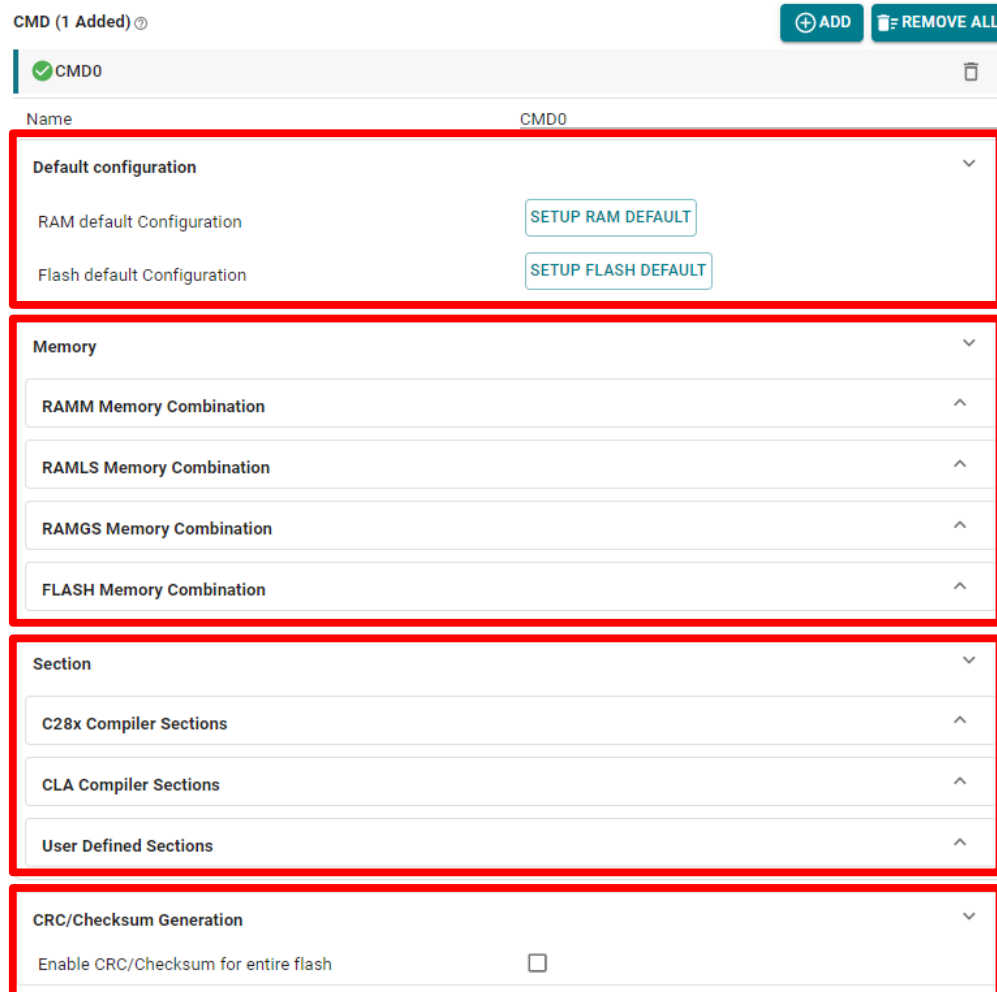 CMD (1 Added)
ADD
REMOVE ALL
CMD0
Name CMD0
Default configuration
RAM default Configuration SETUP RAM DEFAULT
Flash default Configuration SETUP FLASH DEFAULT
Memory
RAMM Memory Combination
RAMLS Memory Combination
RAMGS Memory Combination
FLASH Memory Combination
Section
C28x Compiler Sections
CLA Compiler Sections
User Defined Sections
CRC/Checksum Generation
Enable CRC/Checksum for entire flash